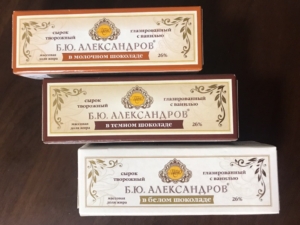 сырок творожный
глазированный с ванилью
Б.Ю. АЛЕКСАНДРОВ
в молочном шоколаде
26%
сырок творожный
глазированный с ванилью
Б.Ю. АЛЕКСАНДРОВ
в темном шоколаде
26%
сырок творожный
глазированный с ванилью
Б.Ю. АЛЕКСАНДРОВ
в белом шоколаде
26%